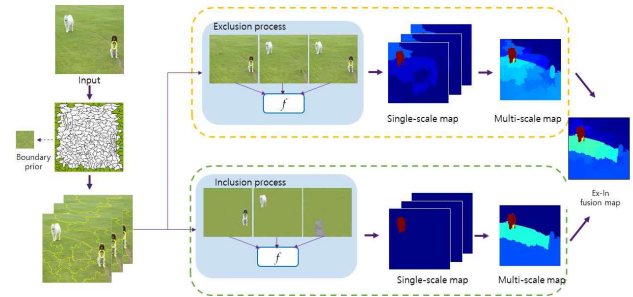 Input
Boundary
prior
Exclusion process
f
Single-scale map
Multi-scale map
Inclusion process
f
Single-scale map
Multi-scale map
Ex-In
fusion map